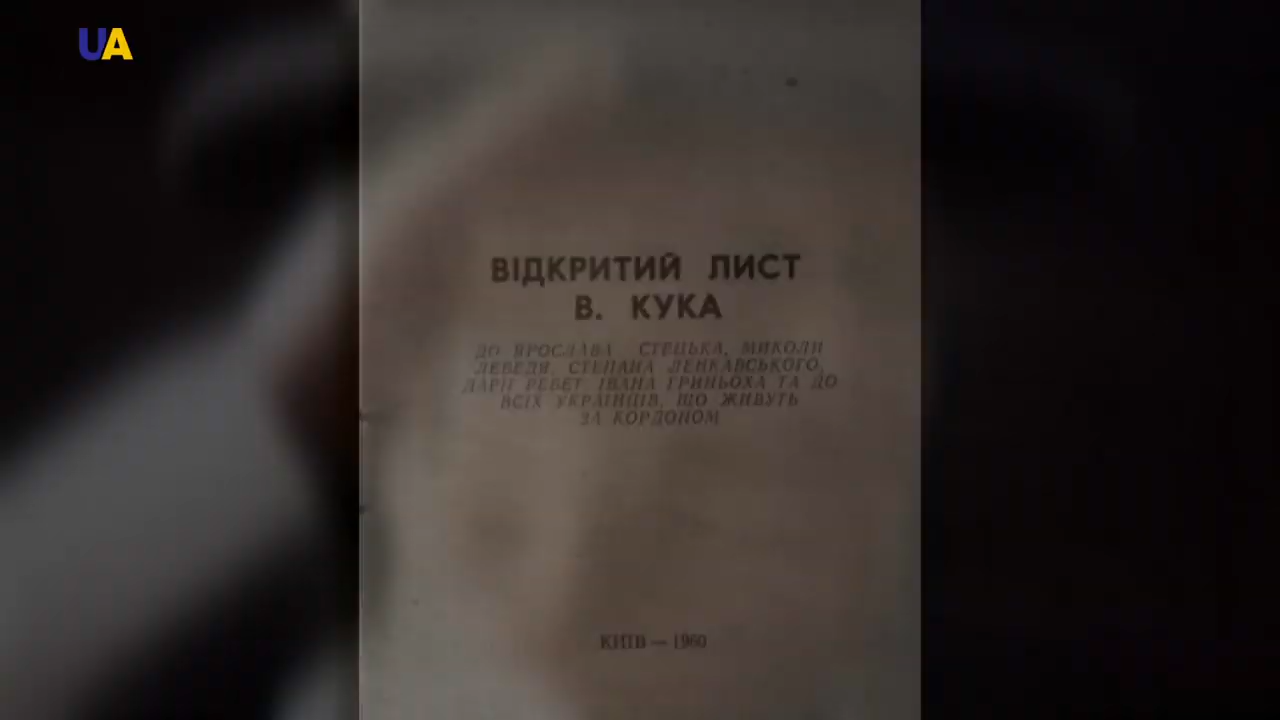 UA
ВІДКРИТИЙ ЛИСТ
В. КУКА
ДО ЯРОСЛАВА СТЕЦЬКА, МИКОЛИ
ЛЕБЕДЯ, СТЕПАНА ЛЕНКАВСЬКОГО,
ДАРІЇ РЕБЕТ, ІВАНА ГРИНЬОХА ТА ДО
ВСІХ УКРАЇНЦІВ, ЩО ЖИВУТЬ
ЗА КОРДОНОМ
КИЇВ — 1960